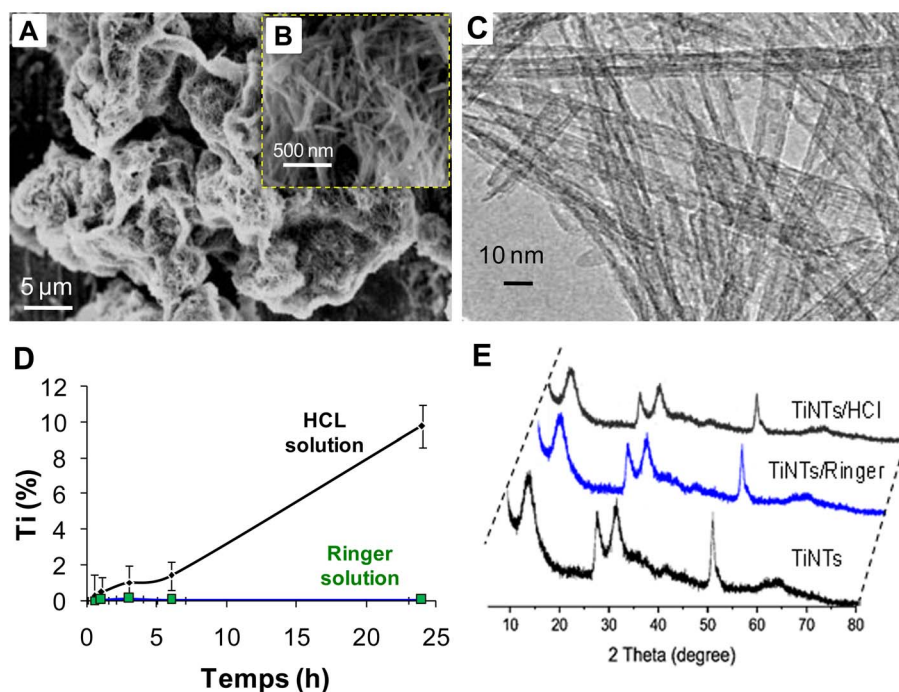 A
B
C
500 nm
5 µm
10 nm
D
Ti (%)
12
10
8
6
4
2
0
HCL
solution
Ringer
solution
0
5
10
15
20
25
Temps (h)
E
TiNTs/HCl
TiNTs/Ringer
TiNTs
10 20 30 40 50 60 70 80
2 Theta (degree)